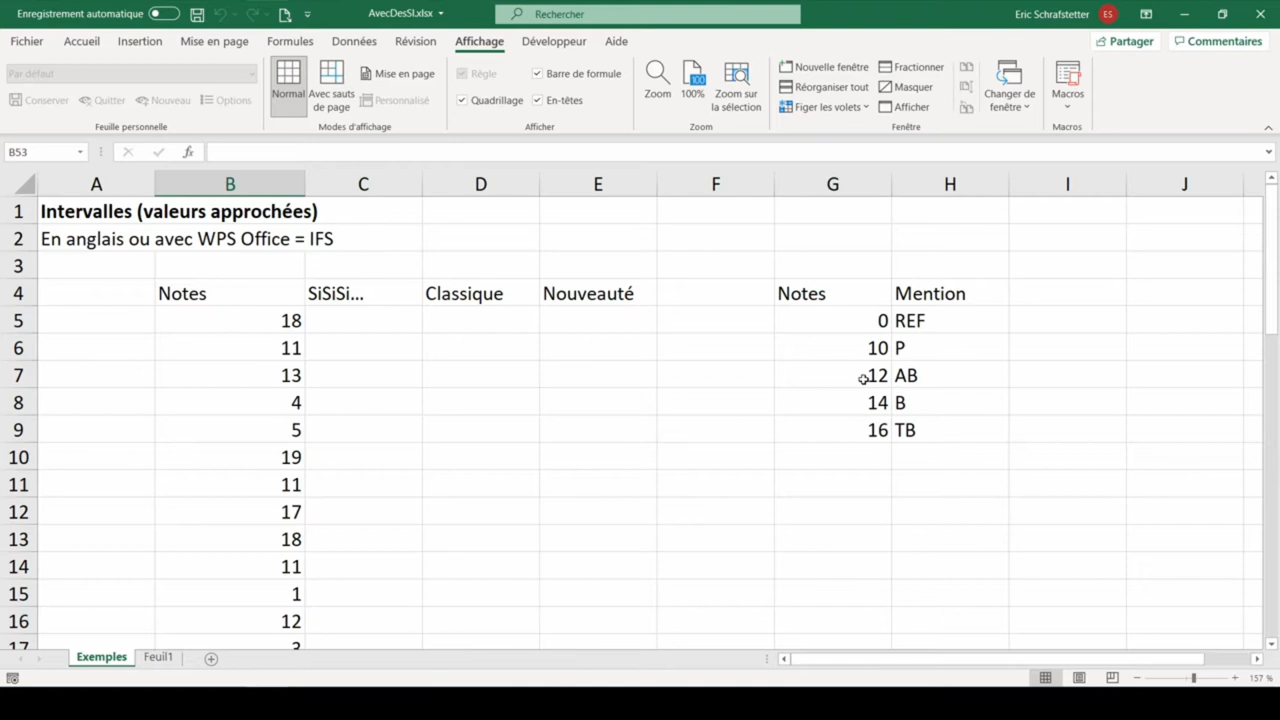 Enregistrement automatique
AvecDesSI.xlsx
Rechercher
Eric Schrafstetter
ES
Fichier Accueil Insertion Mise en page Formules Données Révision Affichage Développeur Aide
Partager
Commentaires
Par défaut
Conserver Quitter Nouveau Options
Feuille personnelle
Normal
Avec sauts de page
Mise en page
Personnalisé
Modes d'affichage
Règle
Barre de formule
Quadrillage
En-têtes
Afficher
Zoom
100
100%
Zoom sur la sélection
Zoom
Nouvelle fenêtre
Réorganiser tout
Figer les volets
Fractionner
Masquer
Afficher
Changer de fenêtre
Fenêtre
Macros
Macros
B53
fx
A B C D E F G H I J
1 Intervalles (valeurs approchées)
2 En anglais ou avec WPS Office = IFS
3
4 Notes SiSiSi... Classique Nouveauté Notes Mention
5 18 0 REF
6 11 10 P
7 13 12 AB
8 4 14 B
9 5 16 TB
10 19
11 11
12 17
13 18
14 11
15 1
16 12
17 3
Exemples Feuil1
157 %